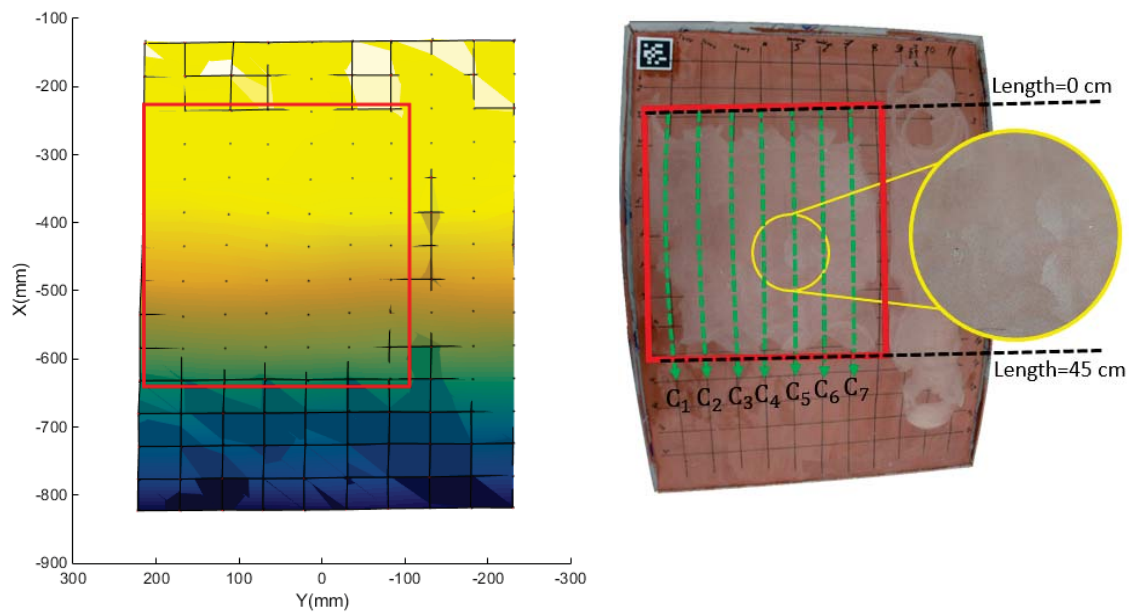 -100
-200
-300
-400
-500
-600
-700
-800
-900
X(mm)
300 200 100 0 -100 -200 -300
Y(mm)
Length=0 cm
Length=45 cm
C₁ C₂ C₃ C₄ C₅ C₆ C₇